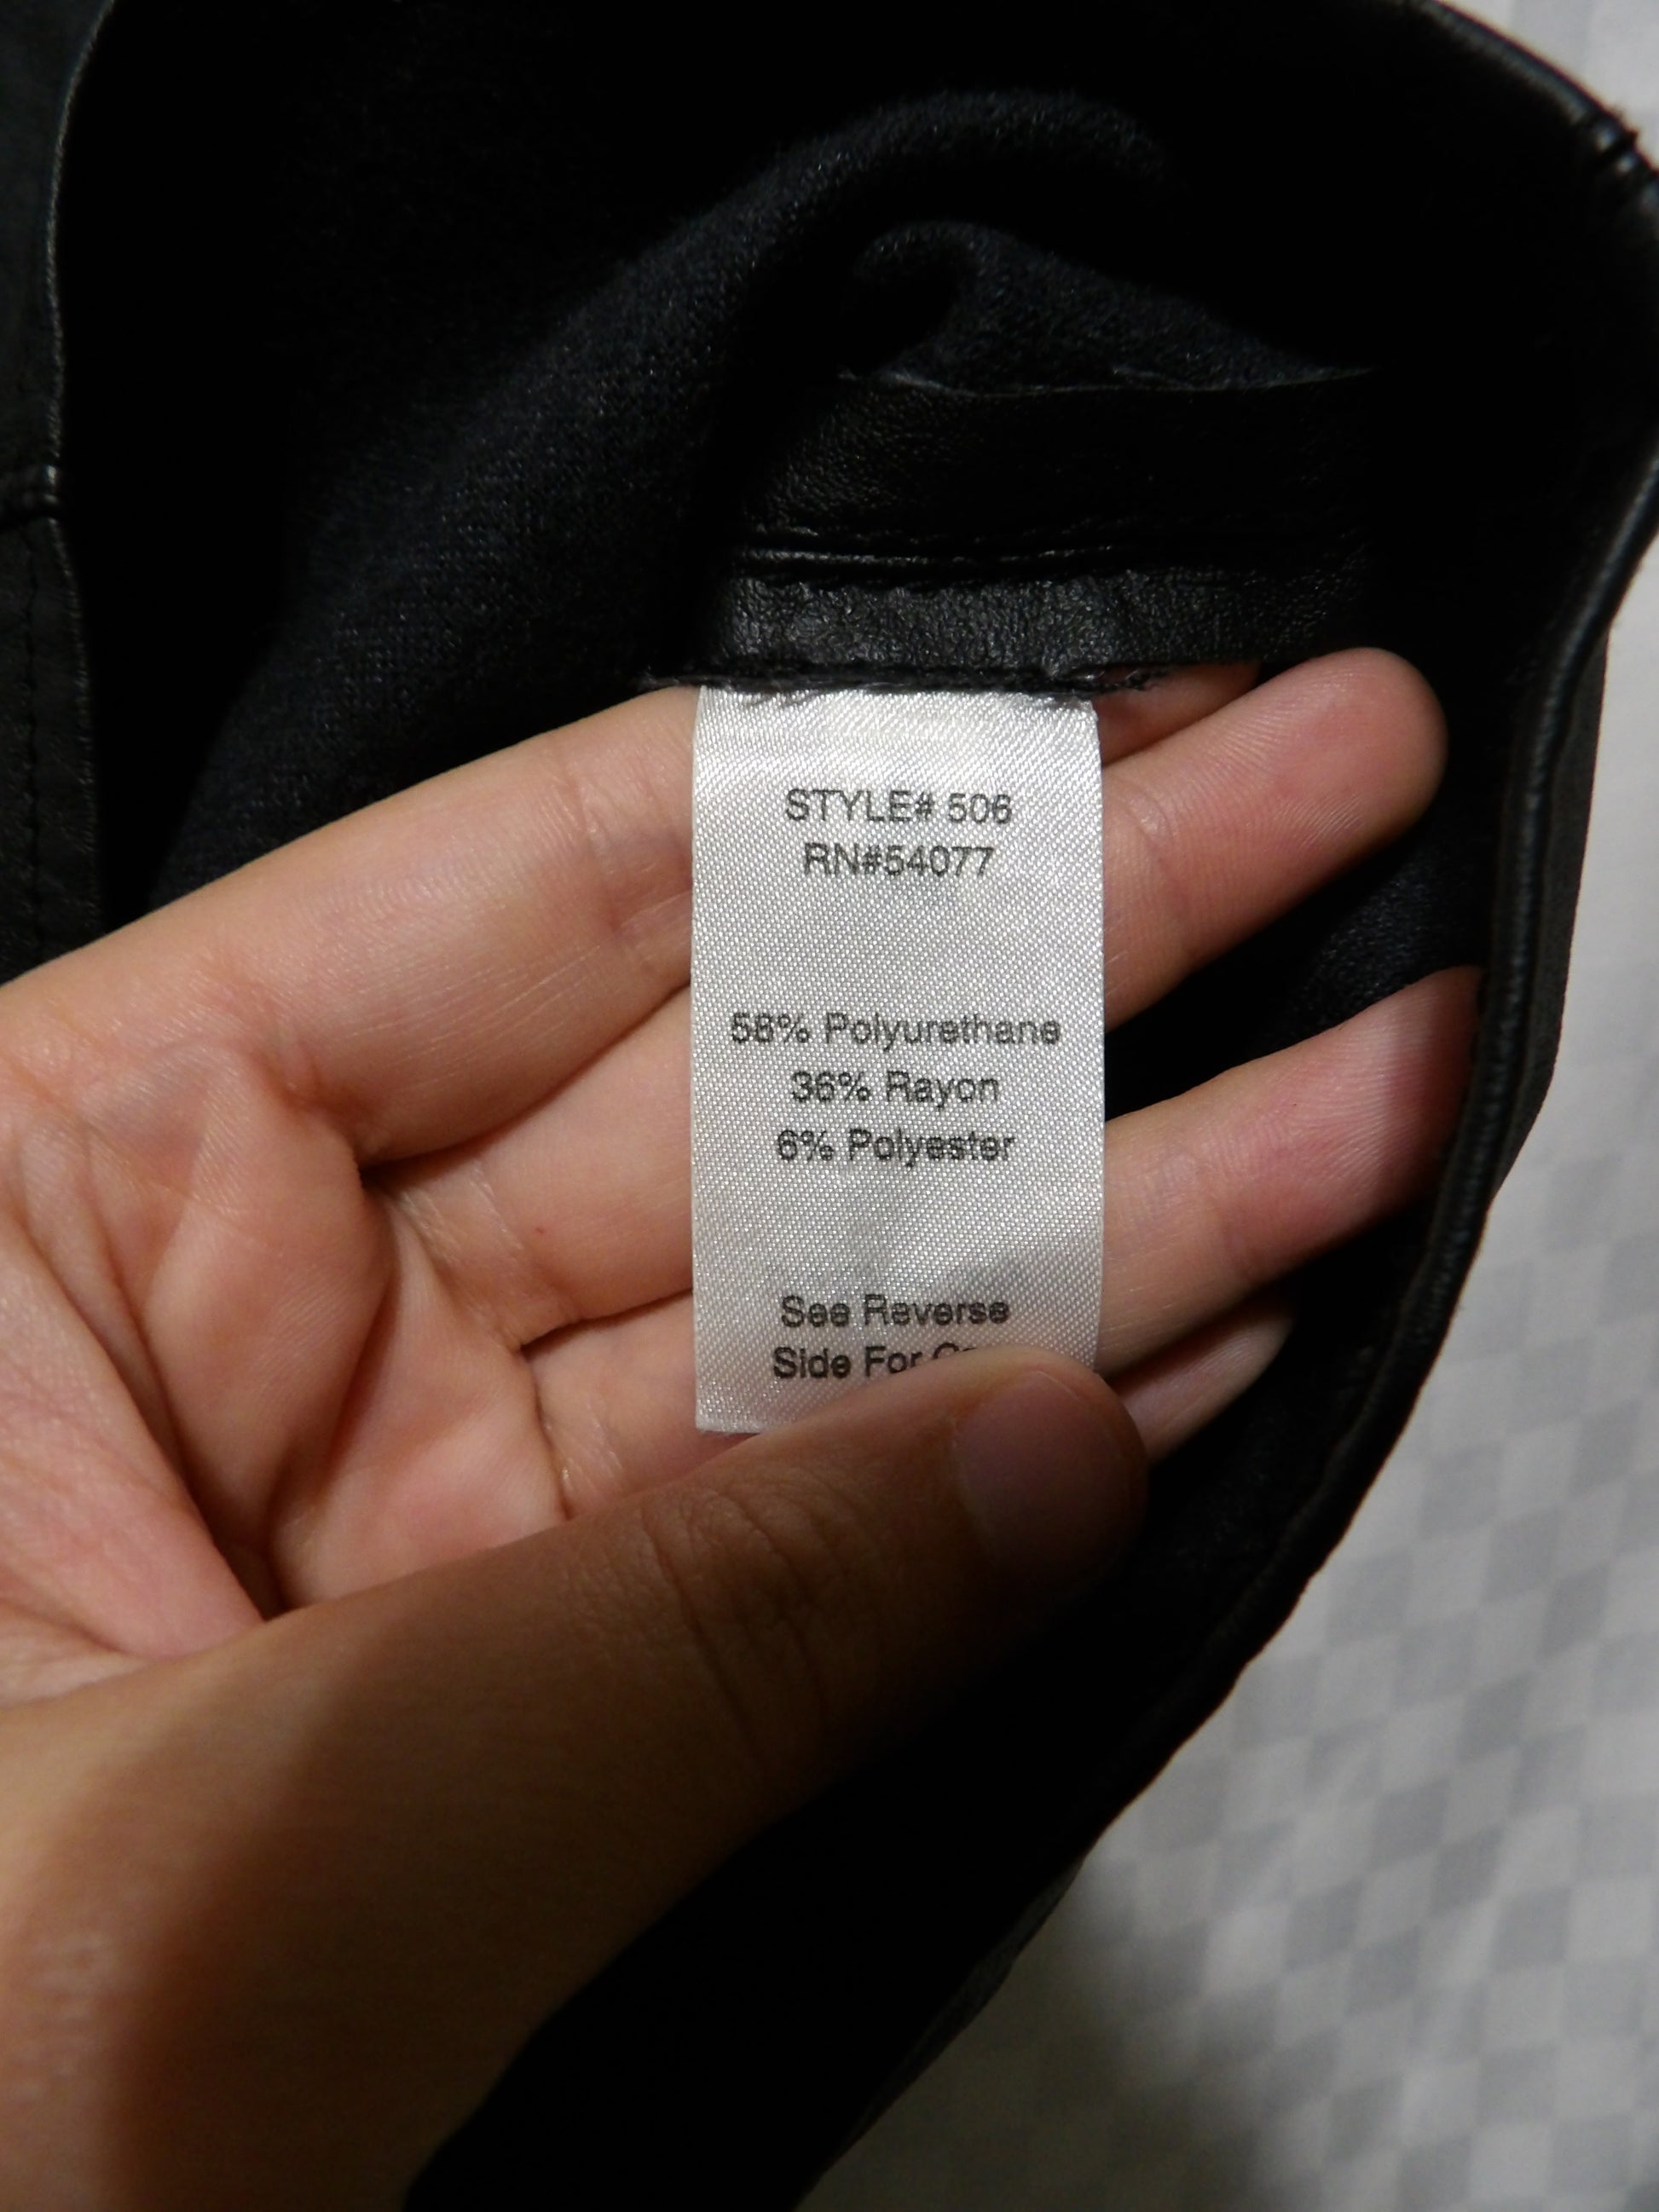 STYLE# 506
RN#54077
58% Polyurethane
36% Rayon
6% Polyester
See Reverse
Side For